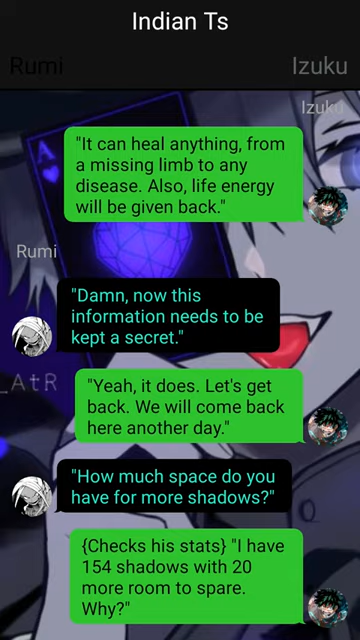 Indian Ts
Rumi
Izuku
Izuku
"It can heal anything, from
a missing limb to any
disease. Also, life energy
will be given back."
Rumi
"Damn, now this
information needs to be
kept a secret."
_AtR
"Yeah, it does. Let's get
back. We will come back
here another day."
"How much space do you
have for more shadows?"
{Checks his stats} "I have
154 shadows with 20
more room to spare.
Why?"